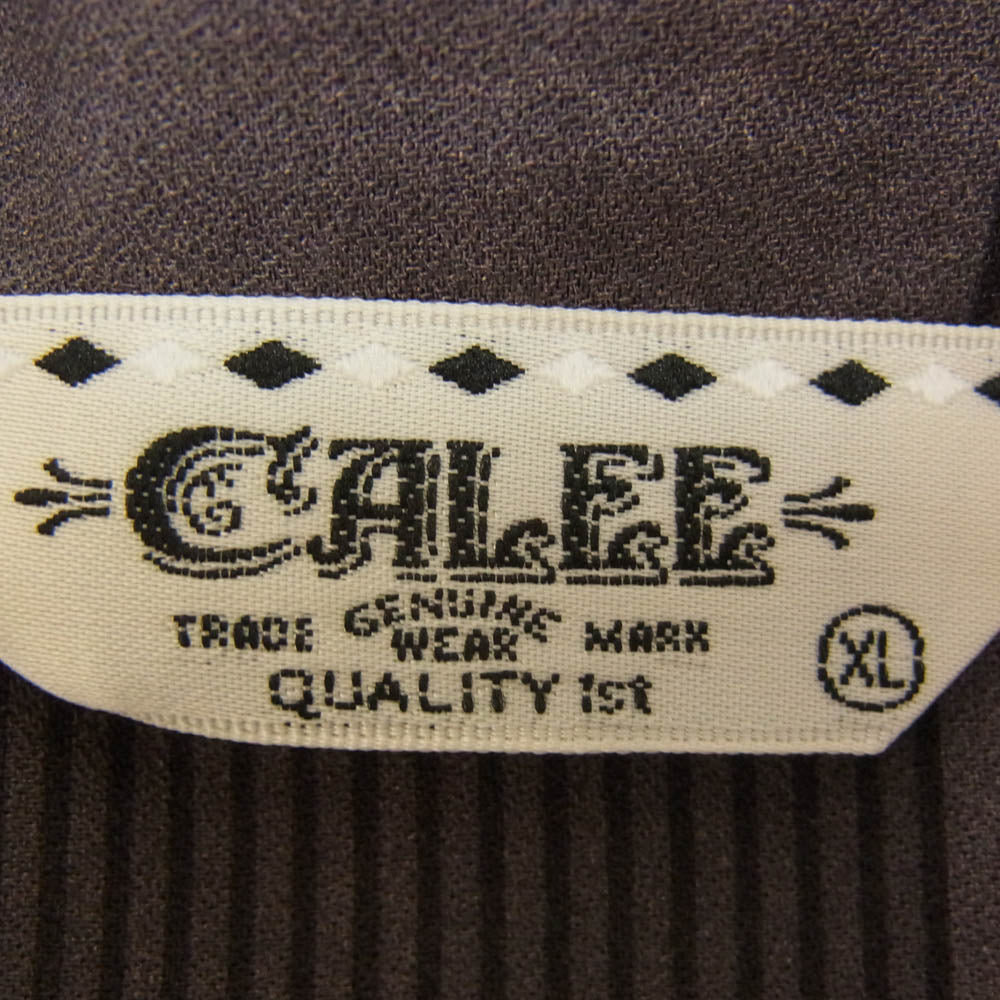 CALEE
TRADE GENUINE WEAR MARK
QUALITY 1st
XL